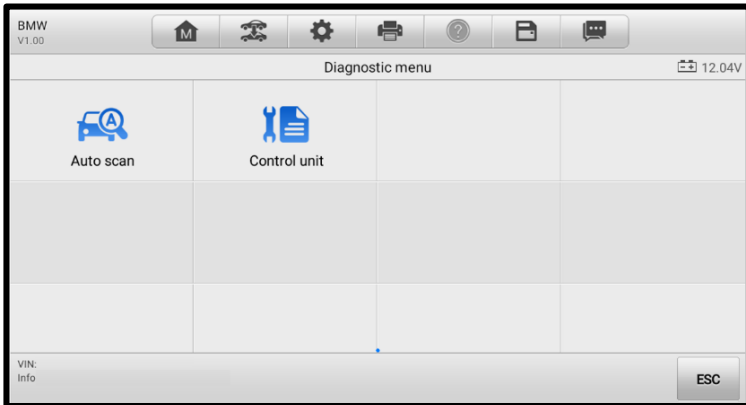 BMW
V1.00
M
?
Diagnostic menu
12.04V
A
Auto scan
Control unit
VIN:
Info
ESC